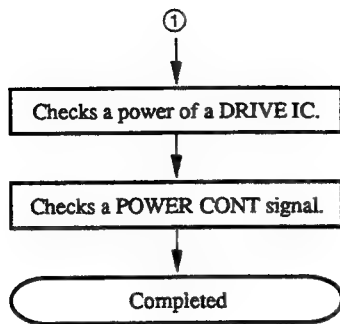 ①
Checks a power of a DRIVE IC.
Checks a POWER CONT signal.
Completed